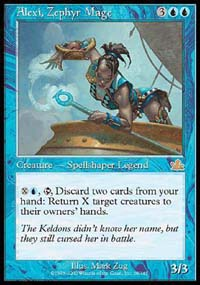 Alexi, Zephyr Mage 3
Creature — Spellshaper Legend
X, , Discard two cards from your
hand: Return X target creatures to
their owners' hands.
The Keldons didn't know her name, but
they still cursed her in battle.
Illus. Mark Zug
3/3